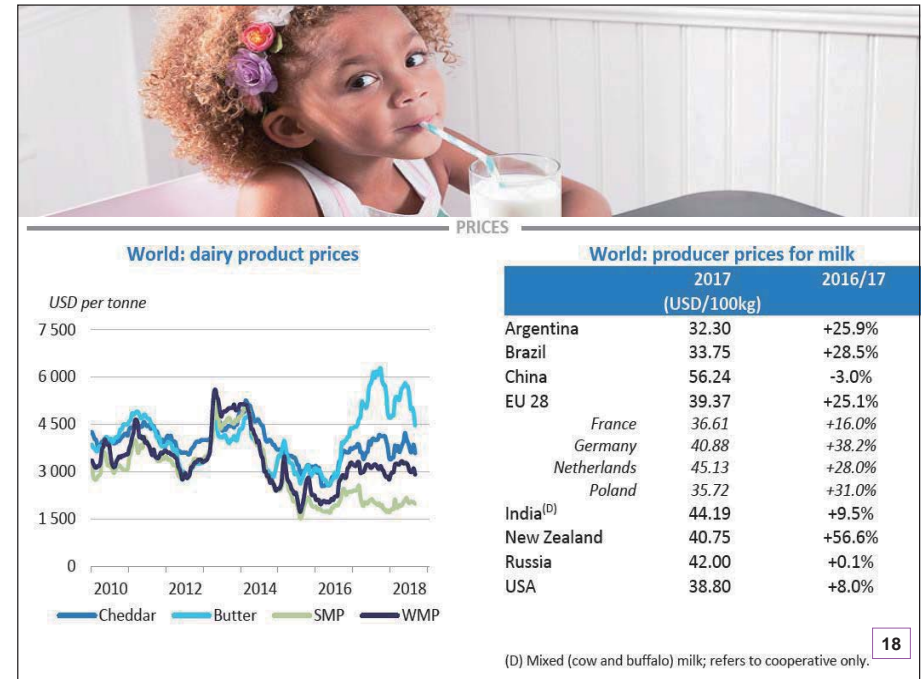 PRICES
World: dairy product prices
USD per tonne
7 500
6 000
4 500
3 000
1 500
0
2010 2012 2014 2016 2018
Cheddar Butter SMP WMP
World: producer prices for milk
2017 2016/17
(USD/100kg)
Argentina 32.30 +25.9%
Brazil 33.75 +28.5%
China 56.24 -3.0%
EU 28 39.37 +25.1%
France 36.61 +16.0%
Germany 40.88 +38.2%
Netherlands 45.13 +28.0%
Poland 35.72 +31.0%
India(D) 44.19 +9.5%
New Zealand 40.75 +56.6%
Russia 42.00 +0.1%
USA 38.80 +8.0%
(D) Mixed (cow and buffalo) milk; refers to cooperative only.
18